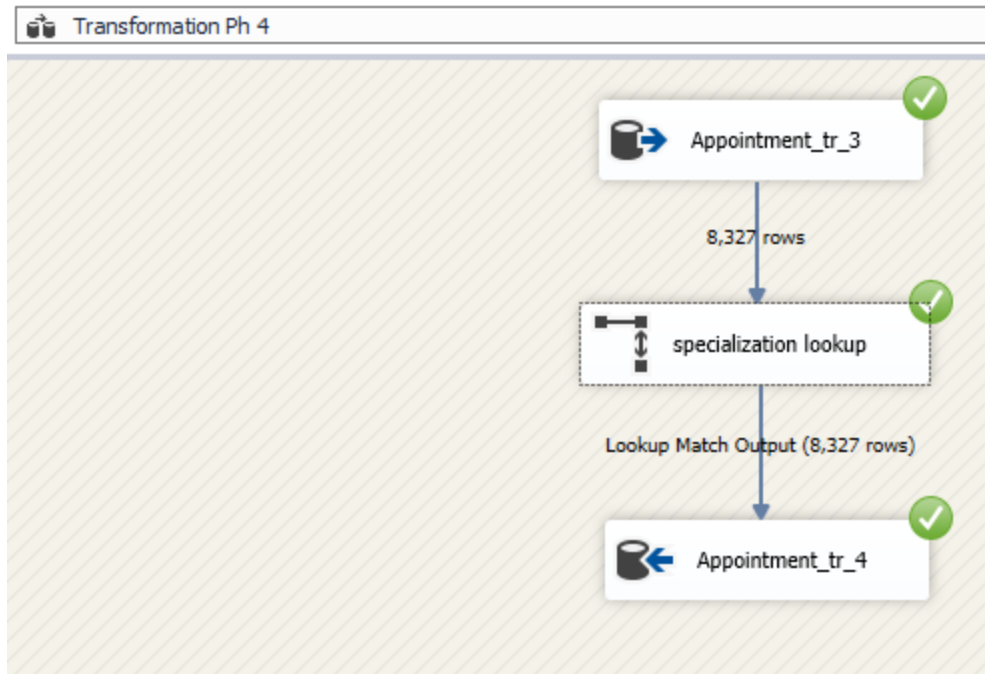 Transformation Ph 4
Appointment_tr_3
8,327 rows
specialization lookup
Lookup Match Output (8,327 rows)
Appointment_tr_4